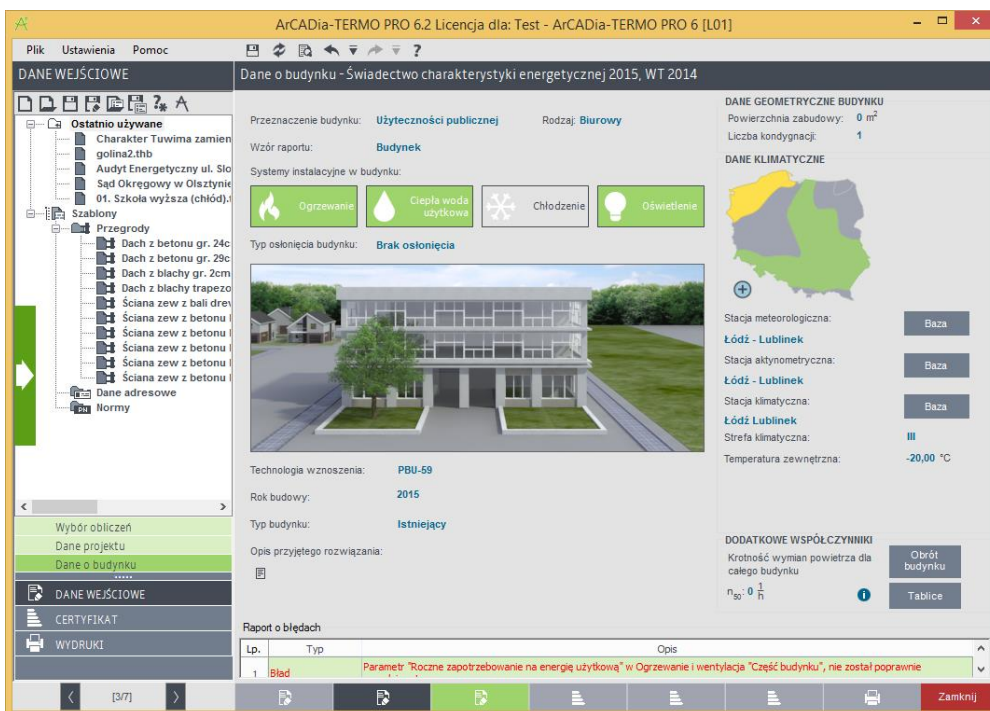 ArCADia-TERMO PRO 6.2 Licencja dla: Test - ArCADia-TERMO PRO 6 [L01]
Plik Ustawienia Pomoc
DANE WEJŚCIOWE
Dane o budynku - Świadectwo charakterystyki energetycznej 2015, WT 2014
Ostatnio używane
Charakter Tuwima zamien
golina2.thb
Audyt Energetyczny ul. Slo
Sąd Okręgowy w Olsztynie
01. Szkoła wyższa (chłód).
Szablony
Przegrody
Dach z betonu gr. 24c
Dach z betonu gr. 29c
Dach z blachy gr. 2cm
Dach z blachy trapezo
Ściana zew z bali drev
Ściana zew z betonu
Ściana zew z betonu
Ściana zew z betonu
Ściana zew z betonu
Ściana zew z betonu
Dane adresowe
PN Normy
Wybór obliczeń
Dane projektu
Dane o budynku
DANE WEJŚCIOWE
CERTYFIKAT
WYDRUKI
[3/7]
Przeznaczenie budynku: Użyteczności publicznej Rodzaj: Biurowy
Wzór raportu: Budynek
Systemy instalacyjne w budynku:
Ogrzewanie
Ciepła woda
użytkowa
Chłodzenie
Oświetlenie
Typ osłonięcia budynku: Brak osłonięcia
Technologia wznoszenia: PBU-59
Rok budowy: 2015
Typ budynku: Istniejący
Opis przyjętego rozwiązania:
DANE GEOMETRYCZNE BUDYNKU
Powierzchnia zabudowy: 0 m²
Liczba kondygnacji: 1
DANE KLIMATYCZNE
Stacja meteorologiczna:
Baza
Łódź - Lublinek
Stacja aktynometryczna:
Baza
Łódź - Lublinek
Stacja klimatyczna:
Baza
Łódź Lublinek
Strefa klimatyczna: III
Temperatura zewnętrzna: -20,00 °C
DODATKOWE WSPÓŁCZYNNIKI
Krotność wymian powietrza dla
całego budynku
Obrót
budynku
n₅₀: 0 1/h
Tablice
Raport o błędach
Lp. Typ Opis
1 Błąd Parametr "Roczne zapotrzebowanie na energię użytkową" w Ogrzewanie i wentylacja "Część budynku", nie został poprawnie
Zamknij